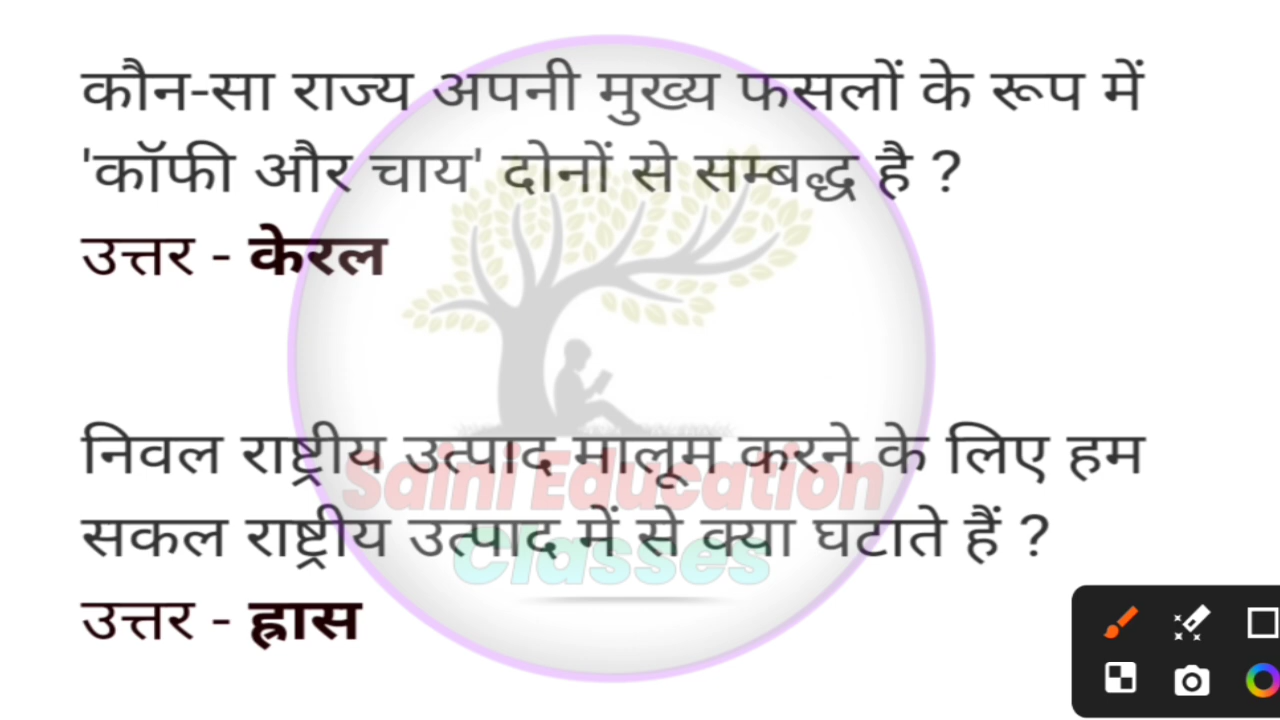 कौन-सा राज्य अपनी मुख्य फसलों के रूप में
'कॉफी और चाय' दोनों से सम्बद्ध है ?
उत्तर - केरल
निवल राष्ट्रीय उत्पाद मालूम करने के लिए हम
सकल राष्ट्रीय उत्पाद में से क्या घटाते हैं ?
उत्तर - ह्रास
Saini Education
Classes